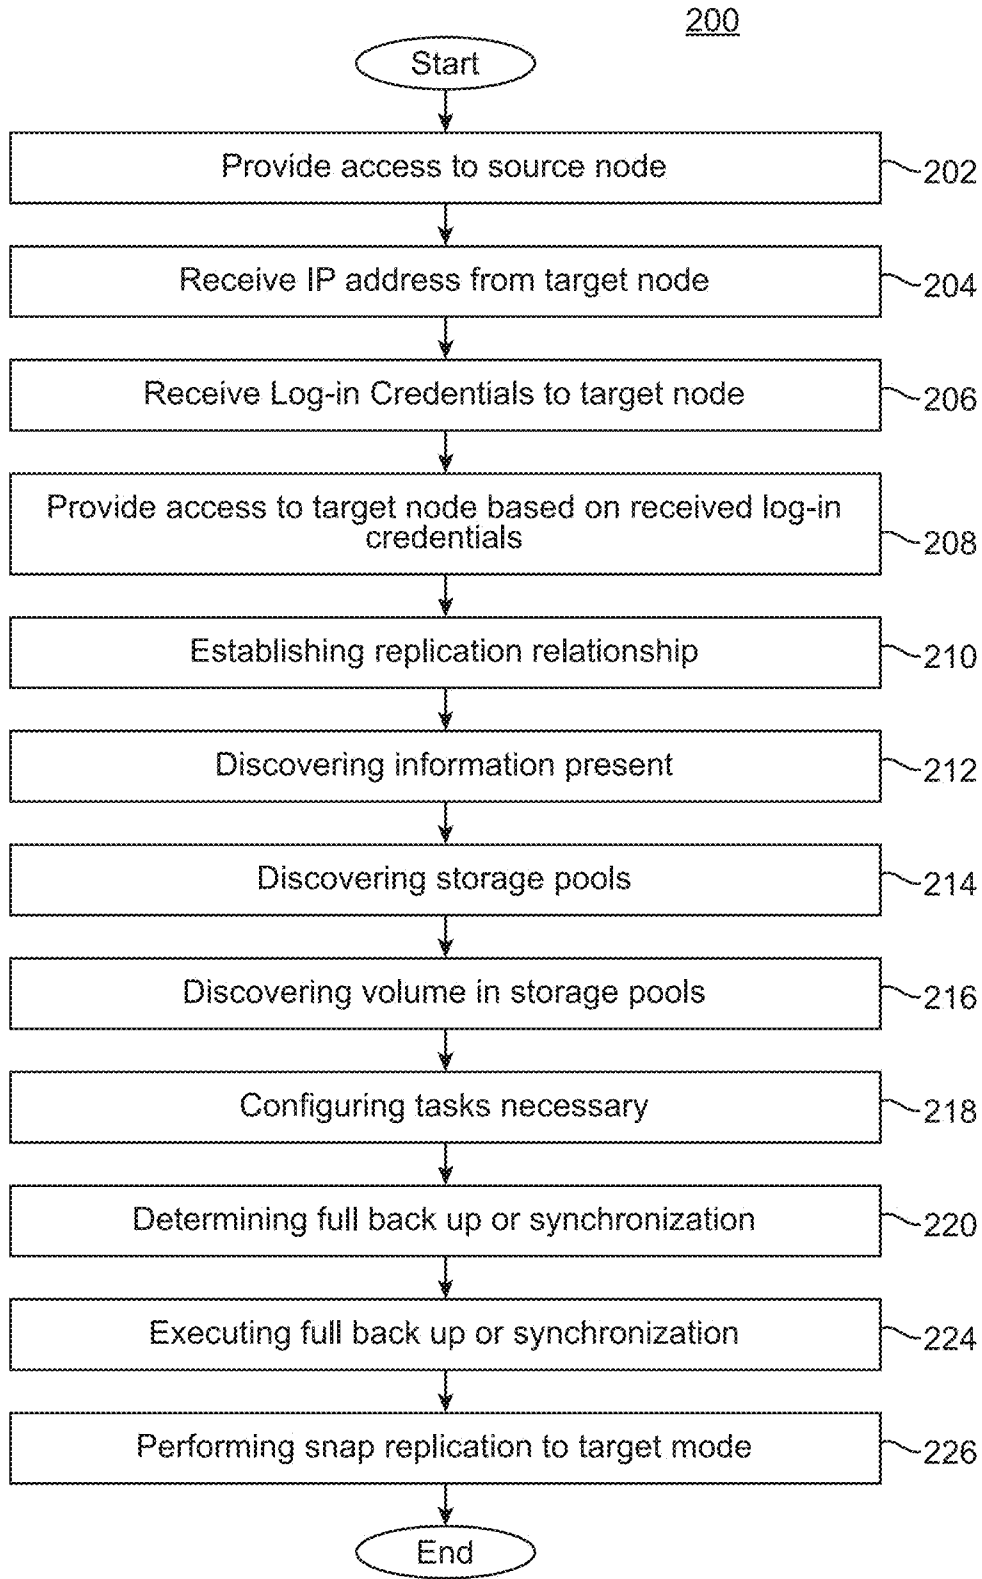 200
Start
Provide access to source node
202
Receive IP address from target node
204
Receive Log-in Credentials to target node
206
Provide access to target node based on received log-in
credentials
208
Establishing replication relationship
210
Discovering information present
212
Discovering storage pools
214
Discovering volume in storage pools
216
Configuring tasks necessary
218
Determining full back up or synchronization
220
Executing full back up or synchronization
224
Performing snap replication to target mode
226
End